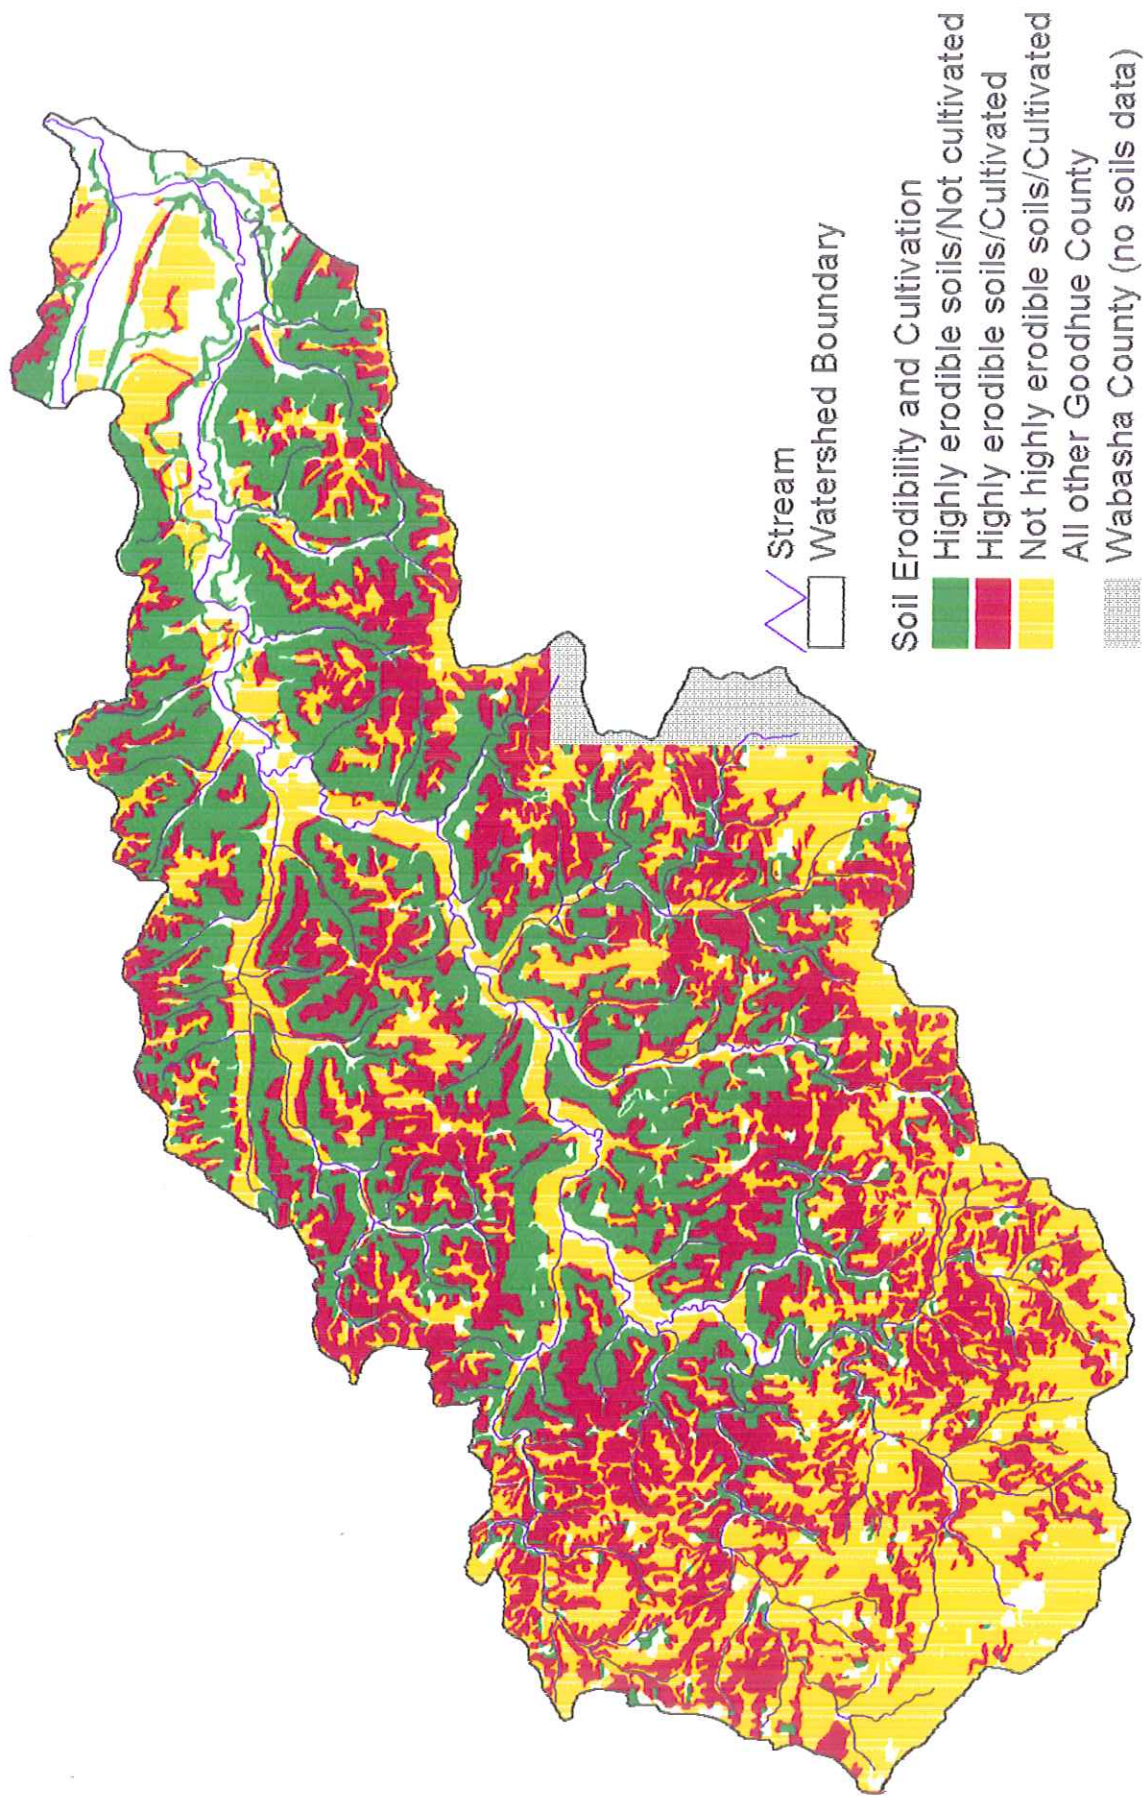 Stream
Watershed Boundary
Soil Erodibility and Cultivation
Highly erodible soils/Not cultivated
Highly erodible soils/Cultivated
Not highly erodible soils/Cultivated
All other Goodhue County
Wabasha County (no soils data)